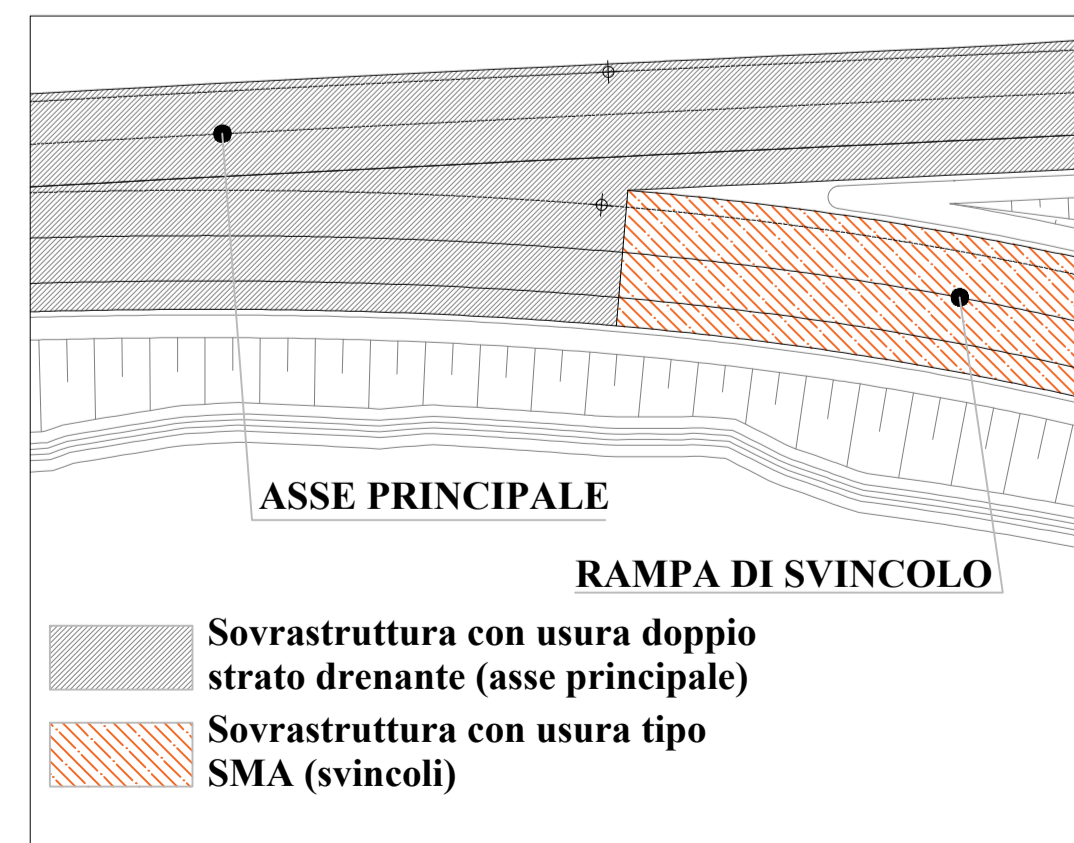 ASSE PRINCIPALE
RAMPA DI SVINCOLO
Sovrastruttura con usura doppio
strato drenante (asse principale)
Sovrastruttura con usura tipo
SMA (svincoli)